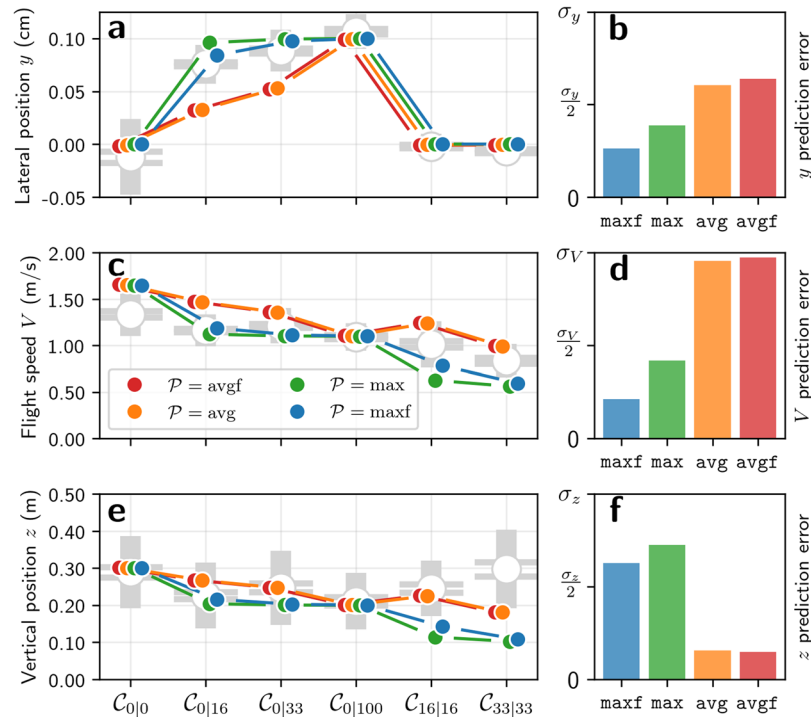 a
Lateral position y (cm)
0.10
0.05
0.00
-0.05
b
σ_y
σ_y/2
0
maxf max avg avgf
y prediction error
c
Flight speed V (m/s)
2.00
1.50
1.00
0.50
0.00
P = avgf
P = avg
P = max
P = maxf
d
σ_V
σ_V/2
0
maxf max avg avgf
V prediction error
e
Vertical position z (m)
0.50
0.40
0.30
0.20
0.10
0.00
C_0|0 C_0|16 C_0|33 C_0|100 C_16|16 C_33|33
f
σ_z
σ_z/2
0
maxf max avg avgf
z prediction error